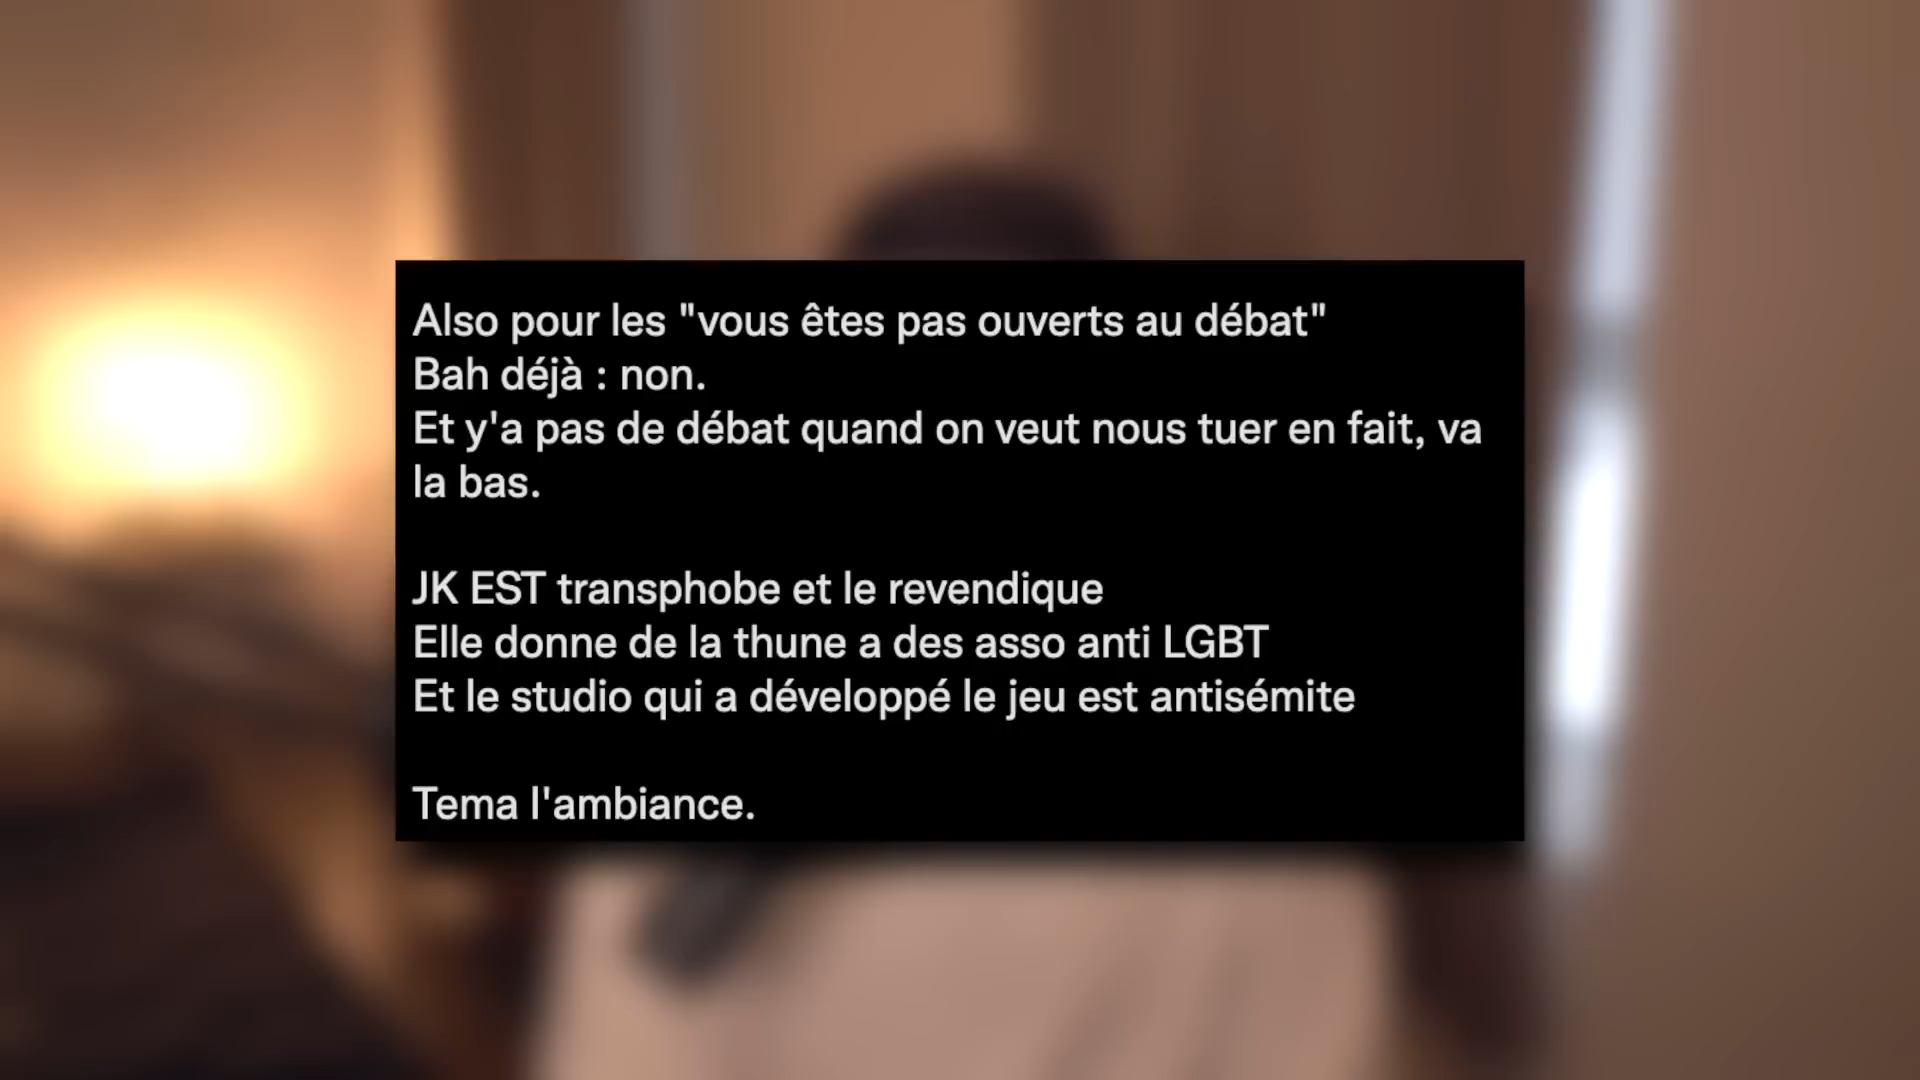 Also pour les "vous êtes pas ouverts au débat"
Bah déjà : non.
Et y'a pas de débat quand on veut nous tuer en fait, va
la bas.
JK EST transphobe et le revendique
Elle donne de la thune a des asso anti LGBT
Et le studio qui a développé le jeu est antisémite
Tema l'ambiance.